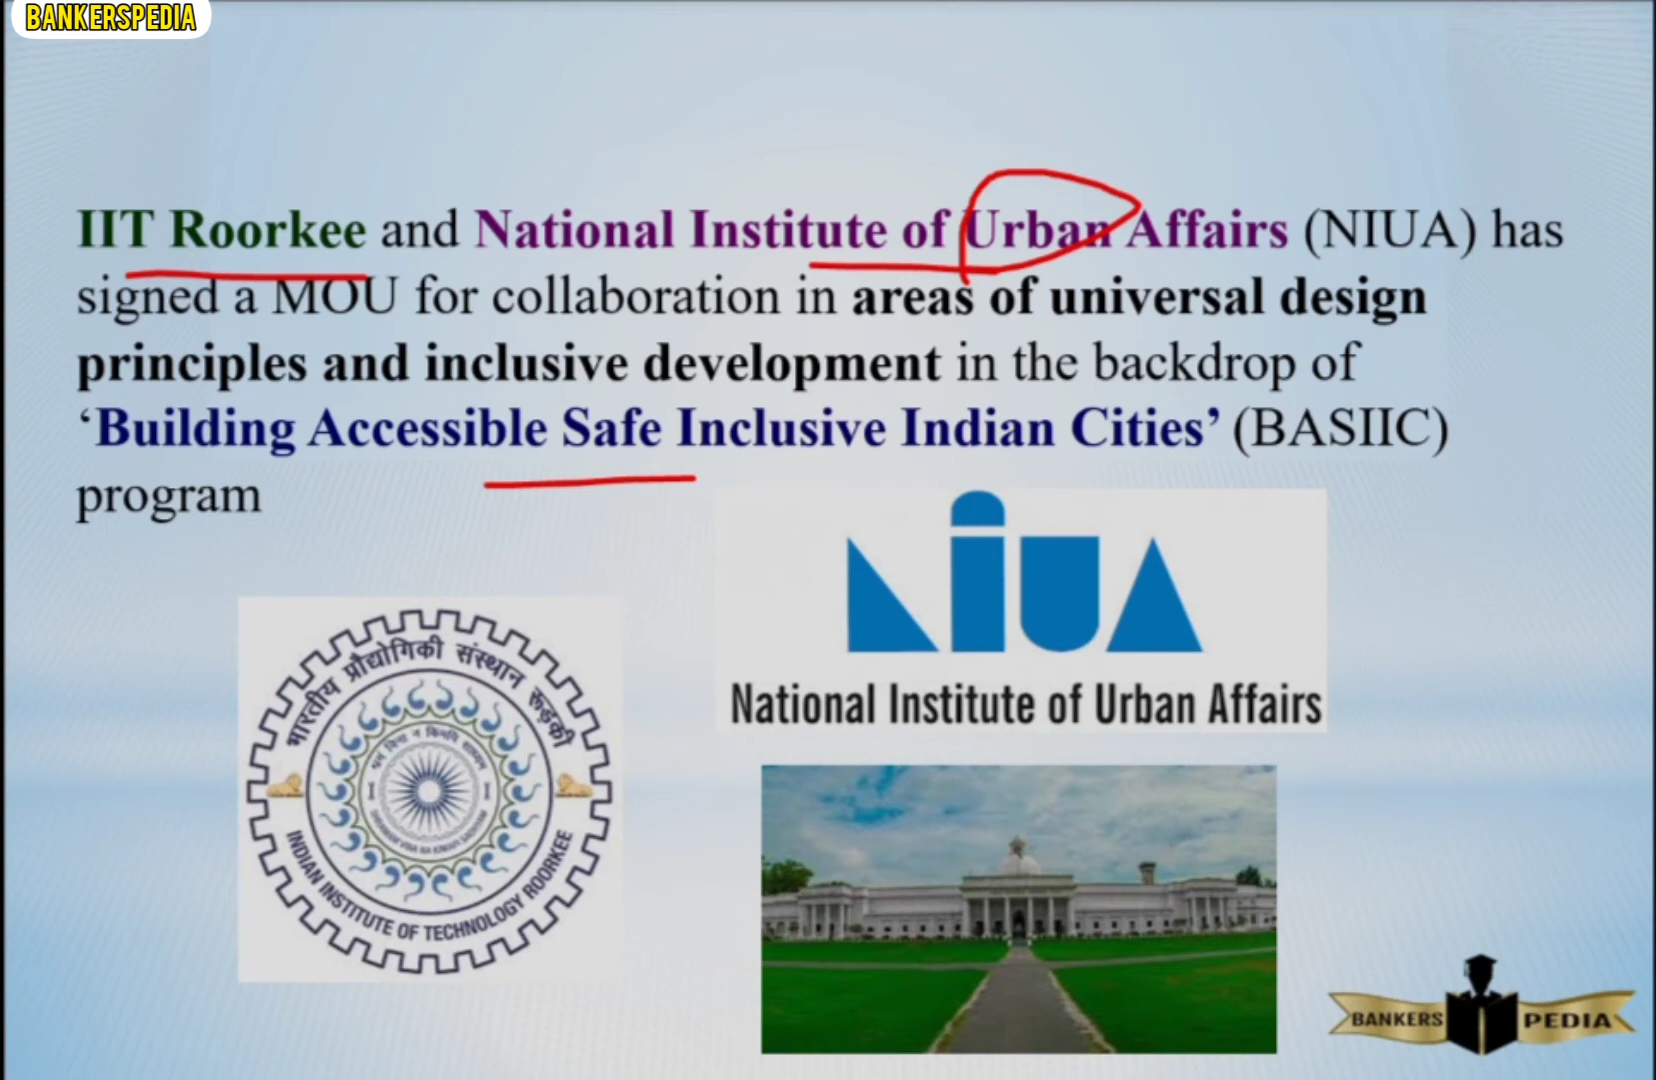 BANKERSPEDIA
IIT Roorkee and National Institute of Urban Affairs (NIUA) has
signed a MOU for collaboration in areas of universal design
principles and inclusive development in the backdrop of
‘Building Accessible Safe Inclusive Indian Cities’ (BASIIC)
program
NiUA
National Institute of Urban Affairs
भारतीय प्रौद्योगिकी संस्थान रूड़की
INDIAN INSTITUTE OF TECHNOLOGY ROORKEE
BANKERS PEDIA